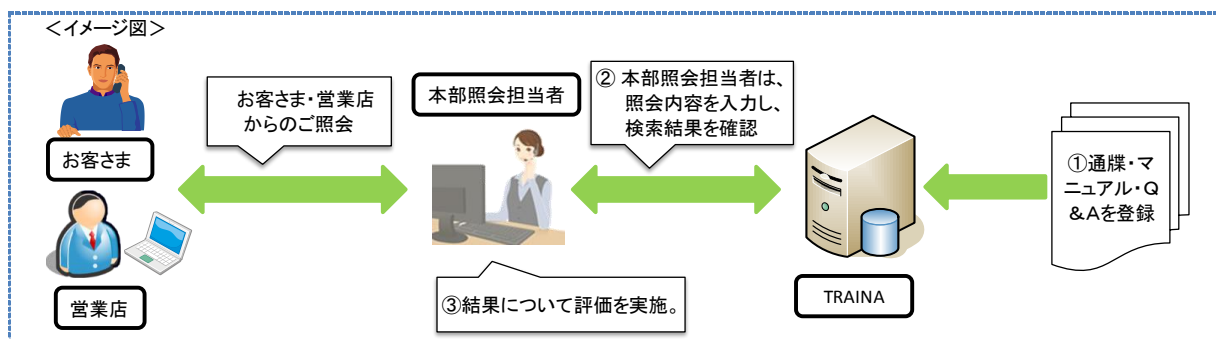 ＜イメージ図＞
お客さま
営業店
お客さま・営業店
からのご照会
本部照会担当者
② 本部照会担当者は、
照会内容を入力し、
検索結果を確認
③結果について評価を実施。
TRAINA
①通牒・マ
ニュアル・Q
＆Aを登録